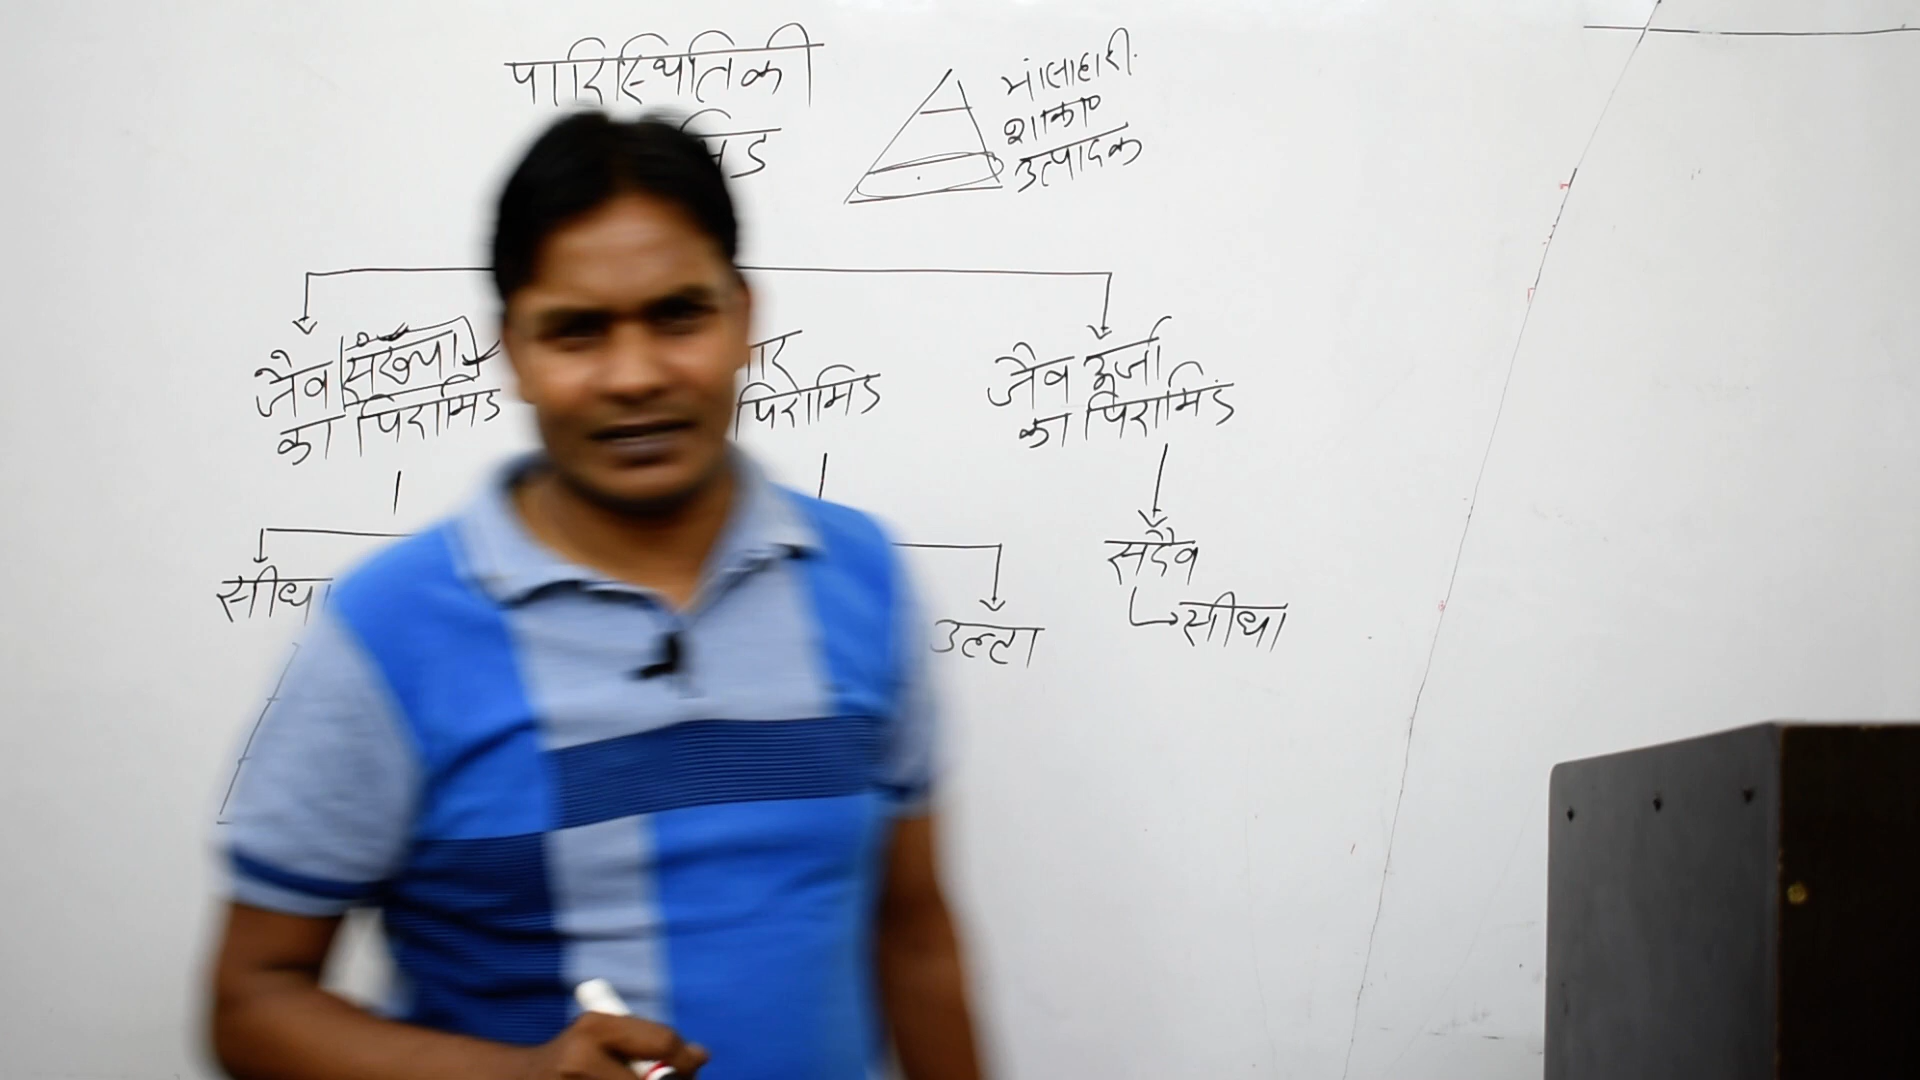 पारिस्थितिकी
मांसाहारी
शाका०
उत्पादक
जैव संख्या
का पिरामिड
पिरामिड
जैव ऊर्जा
का पिरामिड
सीधा
उल्टा
सदैव
सीधा